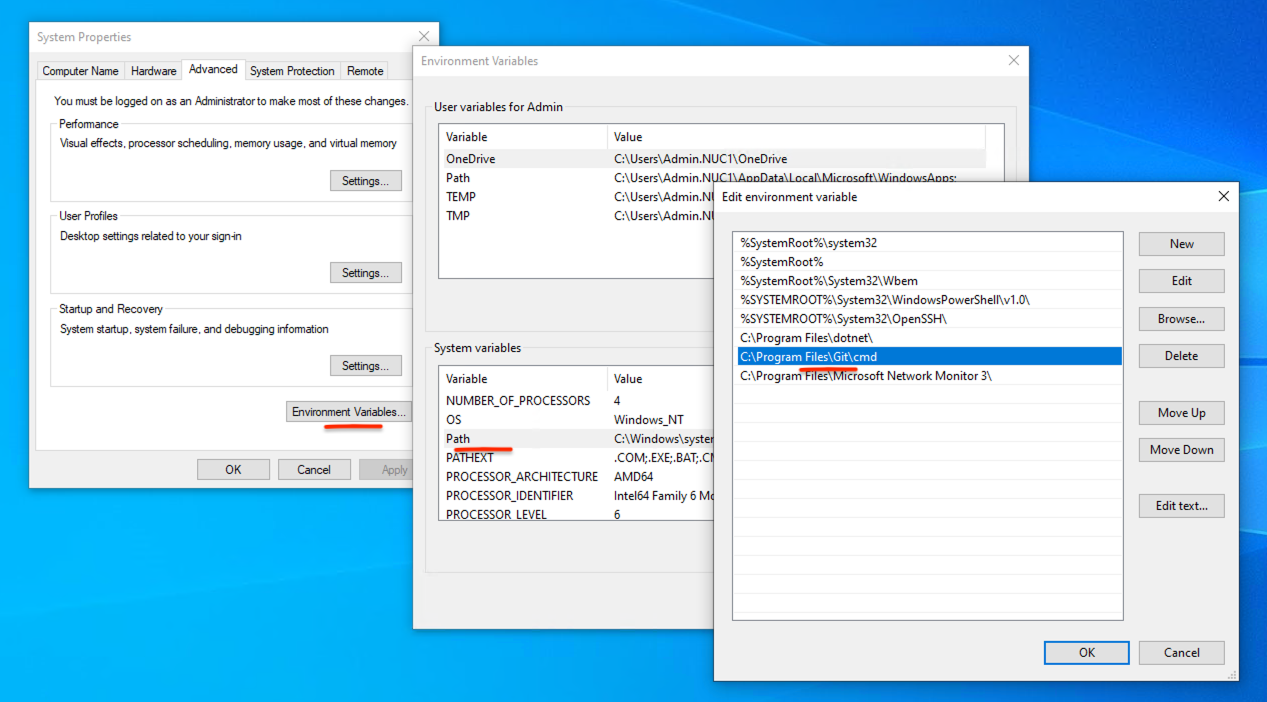 System Properties
Computer Name Hardware Advanced System Protection Remote
You must be logged on as an Administrator to make most of these changes.
Performance
Visual effects, processor scheduling, memory usage, and virtual memory
Settings...
User Profiles
Desktop settings related to your sign-in
Settings...
Startup and Recovery
System startup, system failure, and debugging information
Settings...
Environment Variables...
OK Cancel Apply
Environment Variables
User variables for Admin
Variable Value
OneDrive C:\Users\Admin.NUC1\OneDrive
Path C:\Users\Admin.NUC1\AppData\Local\Microsoft\WindowsApps;
TEMP C:\Users\Admin.NU
TMP C:\Users\Admin.NU
System variables
Variable Value
NUMBER_OF_PROCESSORS 4
OS Windows_NT
Path C:\Windows\system
PATHEXT .COM;.EXE;.BAT;.CM
PROCESSOR_ARCHITECTURE AMD64
PROCESSOR_IDENTIFIER Intel64 Family 6 Mo
PROCESSOR_LEVEL 6
Edit environment variable
%SystemRoot%\system32
%SystemRoot%
%SystemRoot%\System32\Wbem
%SYSTEMROOT%\System32\WindowsPowerShell\v1.0\
%SYSTEMROOT%\System32\OpenSSH\
C:\Program Files\dotnet\
C:\Program Files\Git\cmd
C:\Program Files\Microsoft Network Monitor 3\
New
Edit
Browse...
Delete
Move Up
Move Down
Edit text...
OK Cancel